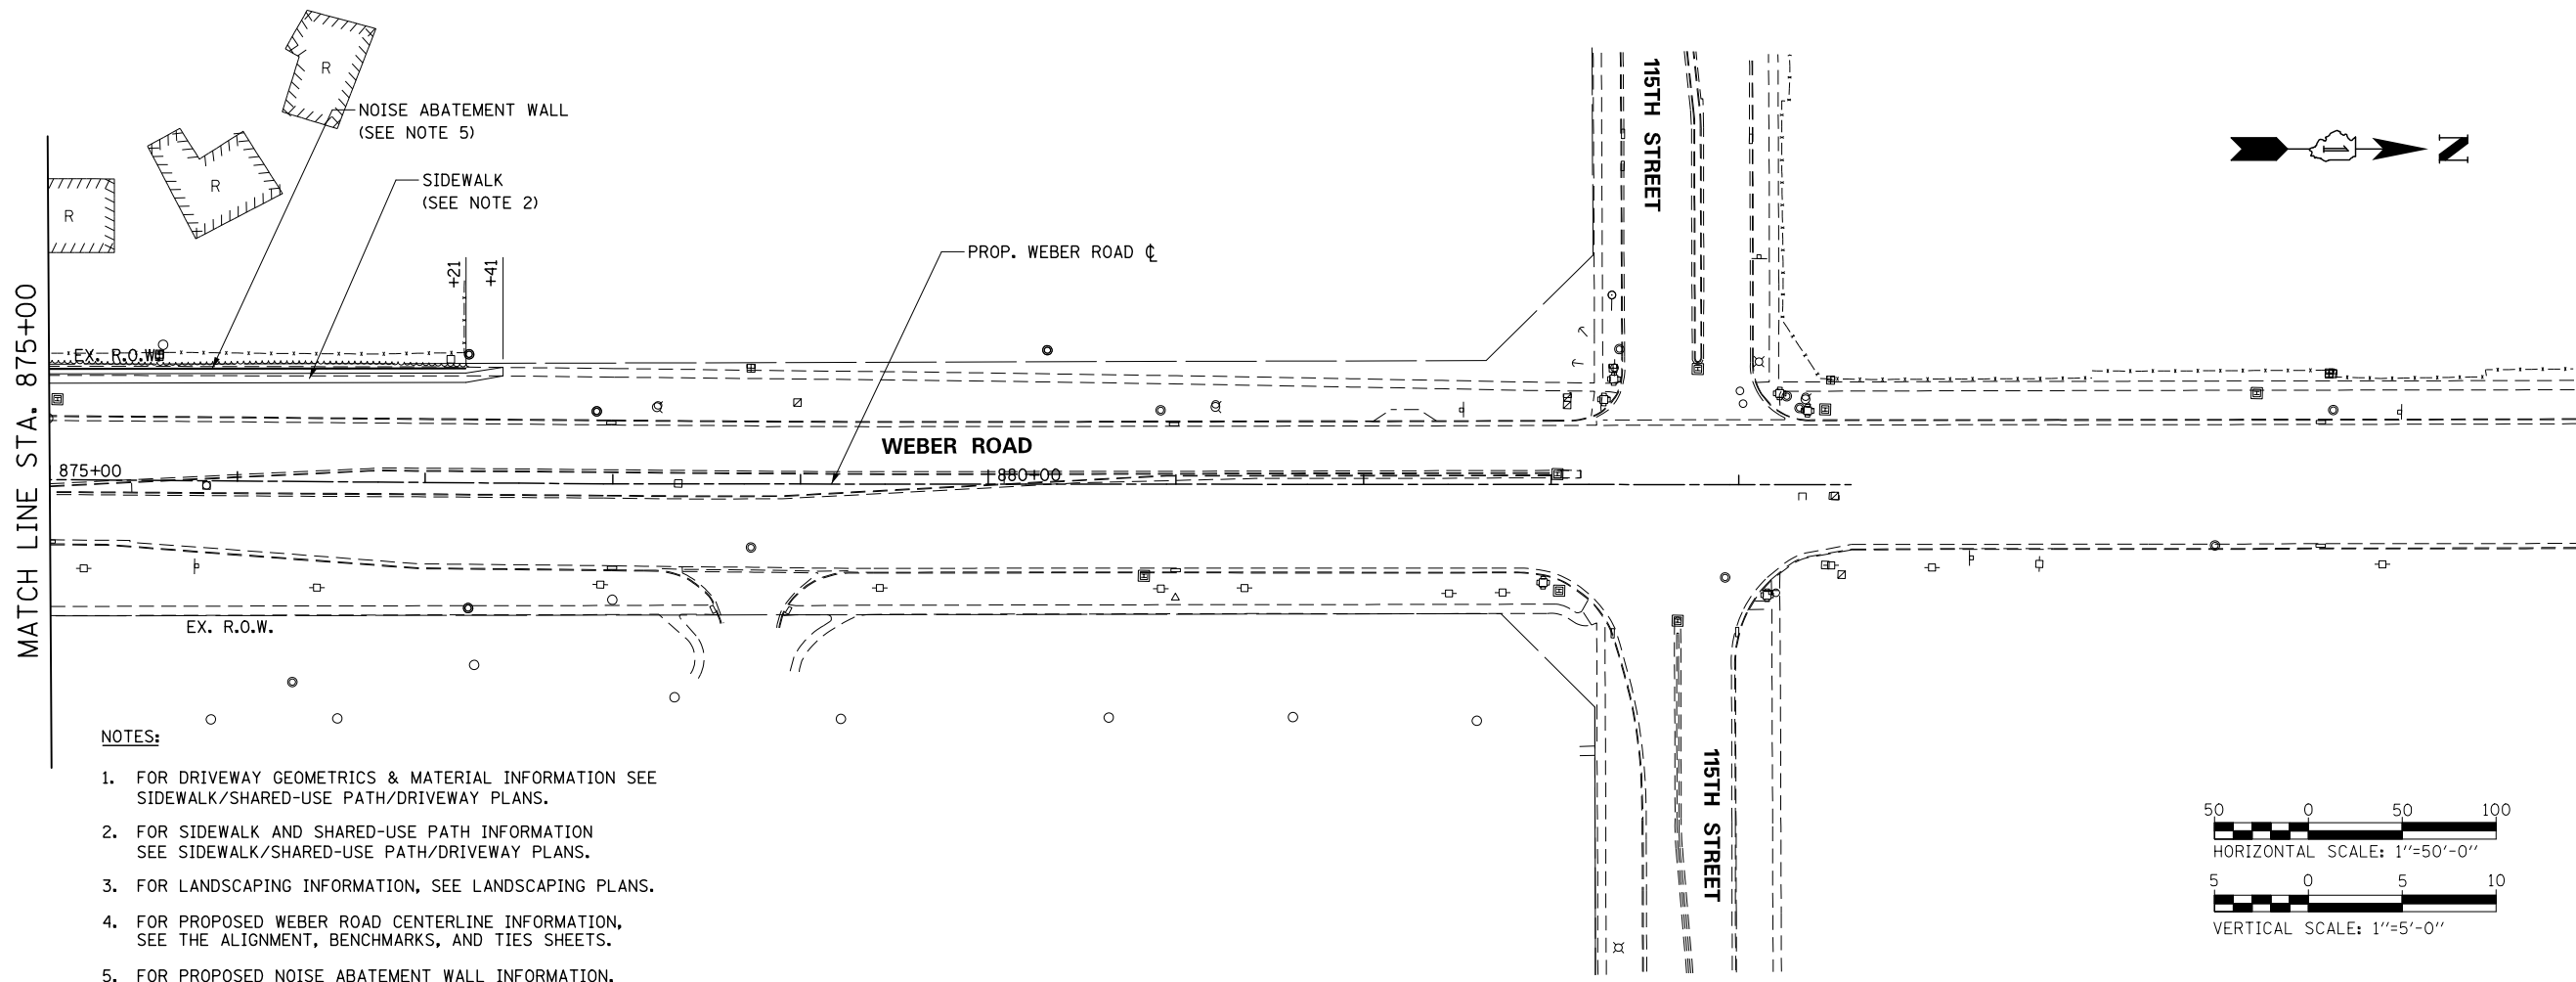 NOISE ABATEMENT WALL
(SEE NOTE 5)
SIDEWALK
(SEE NOTE 2)
PROP. WEBER ROAD ℄
115TH STREET
N
R
R
R
+21
+41
MATCH LINE STA. 875+00
EX. R.O.W.
WEBER ROAD
875+00
880+00
EX. R.O.W.
115TH STREET
NOTES:
1. FOR DRIVEWAY GEOMETRICS & MATERIAL INFORMATION SEE
SIDEWALK/SHARED-USE PATH/DRIVEWAY PLANS.
2. FOR SIDEWALK AND SHARED-USE PATH INFORMATION
SEE SIDEWALK/SHARED-USE PATH/DRIVEWAY PLANS.
3. FOR LANDSCAPING INFORMATION, SEE LANDSCAPING PLANS.
4. FOR PROPOSED WEBER ROAD CENTERLINE INFORMATION,
SEE THE ALIGNMENT, BENCHMARKS, AND TIES SHEETS.
5. FOR PROPOSED NOISE ABATEMENT WALL INFORMATION,
50 0 50 100
HORIZONTAL SCALE: 1''=50'-0''
5 0 5 10
VERTICAL SCALE: 1''=5'-0''